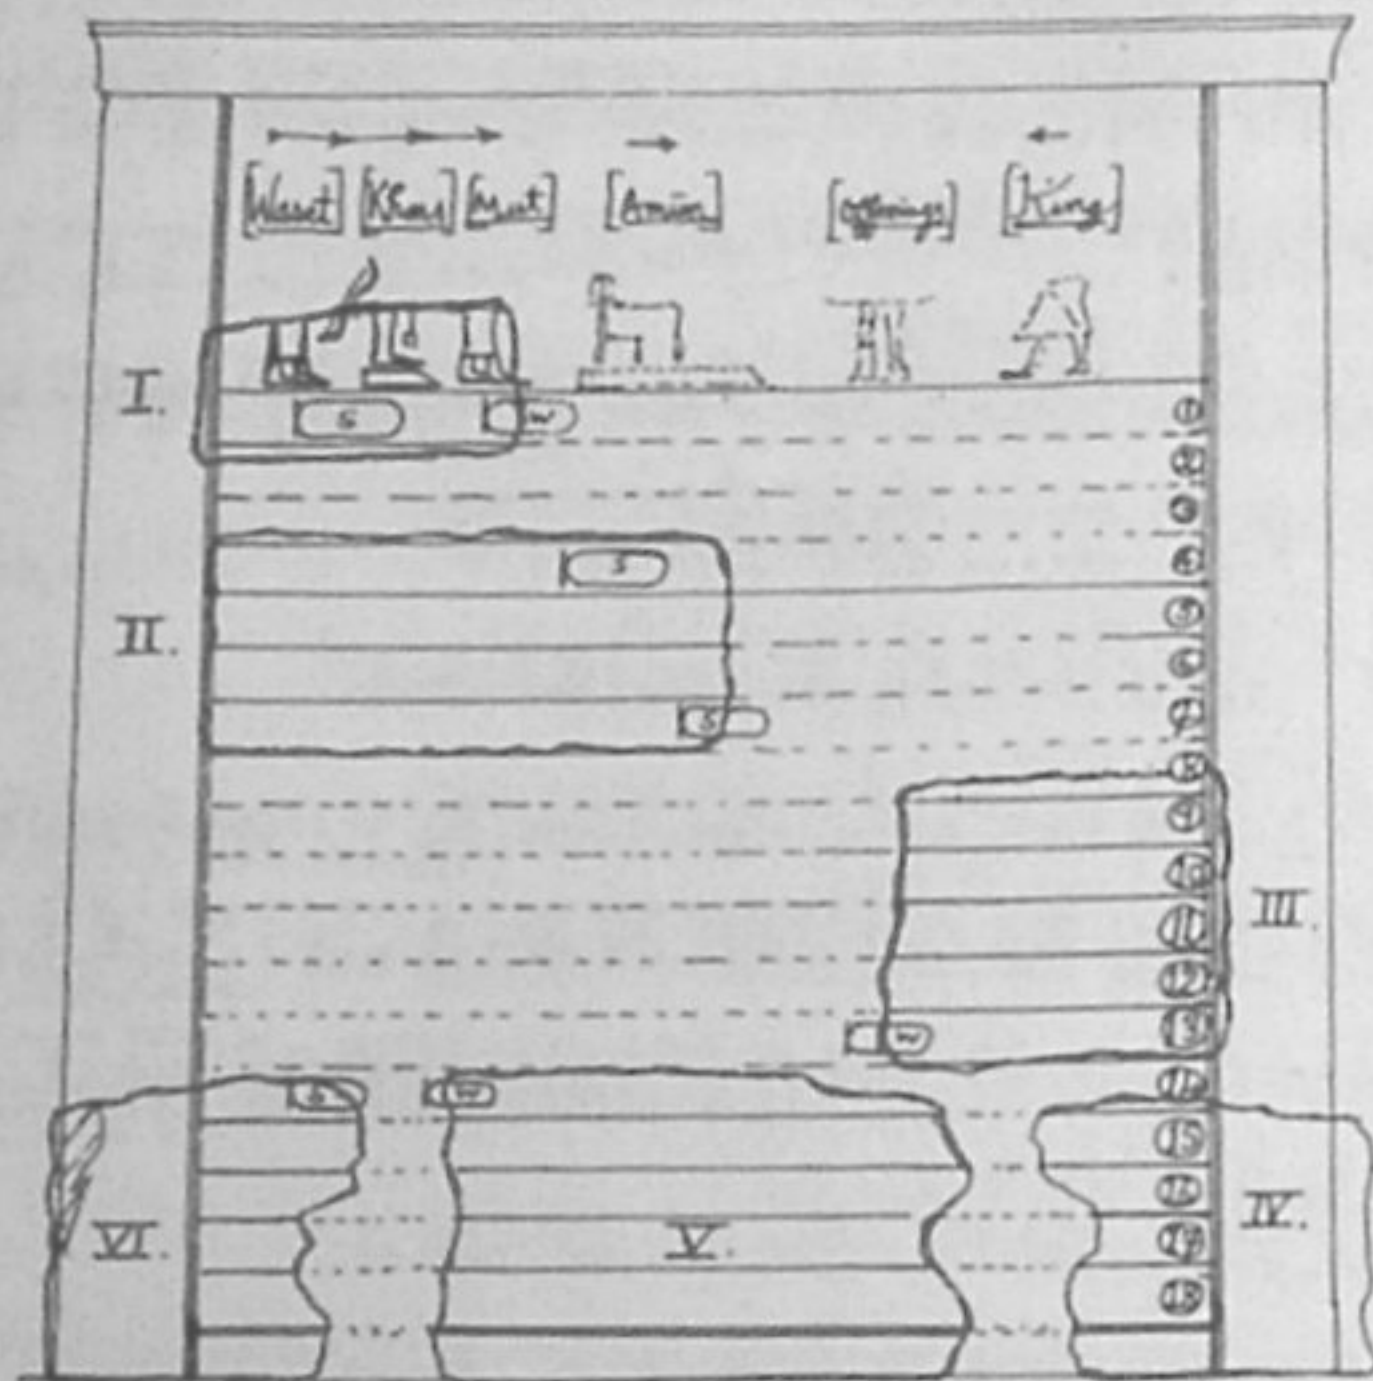 [Waset] [Khons] [Mut] [Amūn] [offerings] [King]
I. S W ①
②
③
S ④
II. ⑤
⑥
S ⑦
⑧
⑨
⑩
III. ⑪
⑫
W ⑬
W ⑭
⑮
⑯
VI. V. ⑰ IV.
⑱